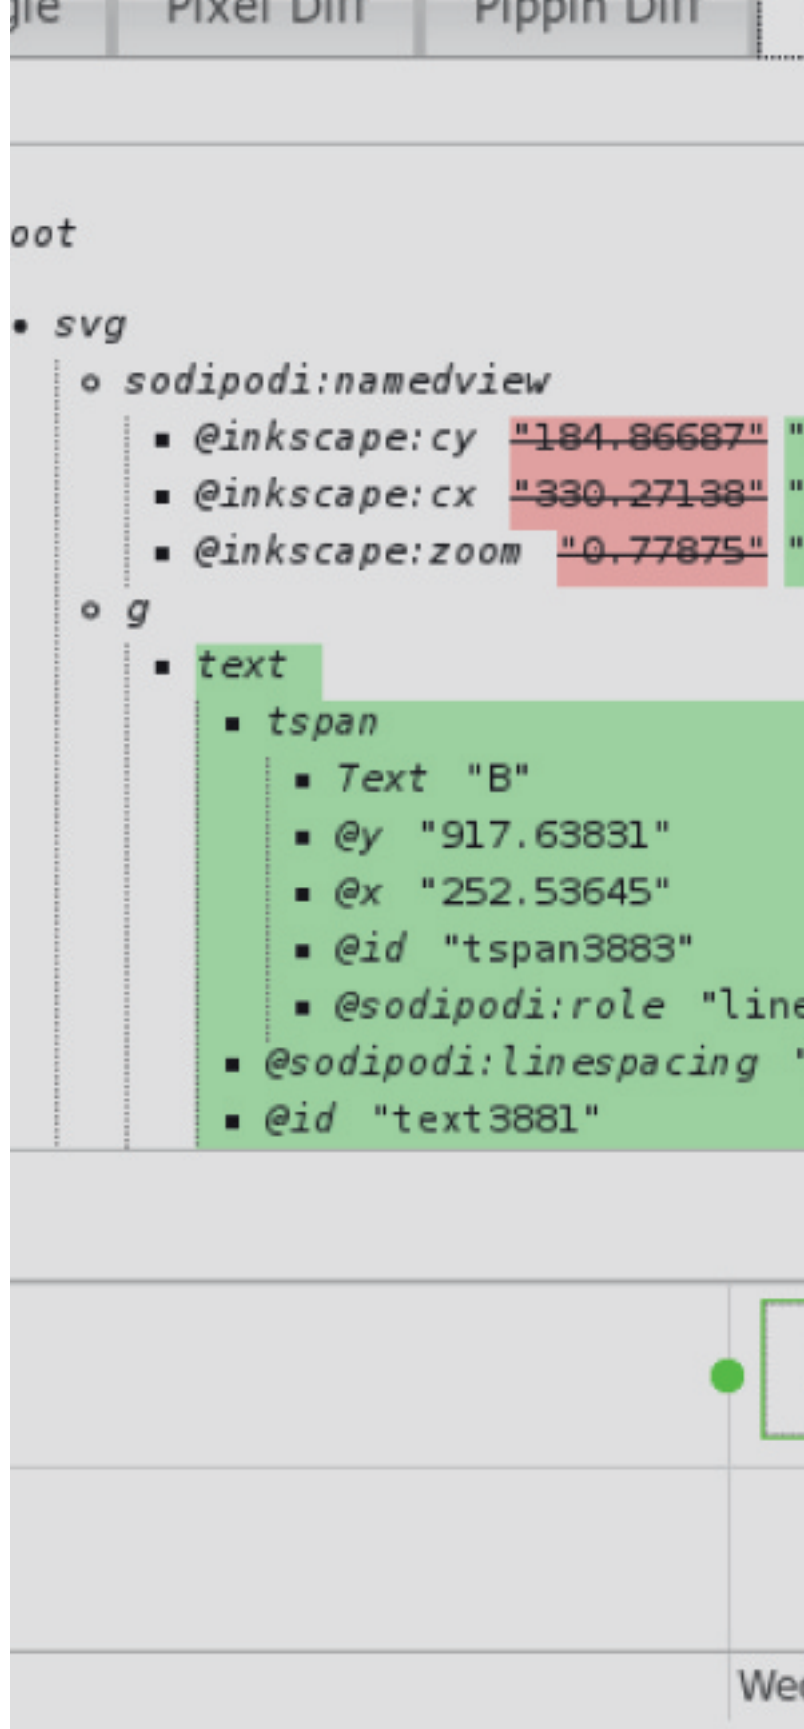 Pixel Diff Pippin Diff
svg
sodipodi:namedview
@inkscape:cy "184.86687" "
@inkscape:cx "330.27138" "
@inkscape:zoom "0.77875" "
g
text
tspan
Text "B"
@y "917.63831"
@x "252.53645"
@id "tspan3883"
@sodipodi:role "line
@sodipodi:linespacing "
@id "text3881"